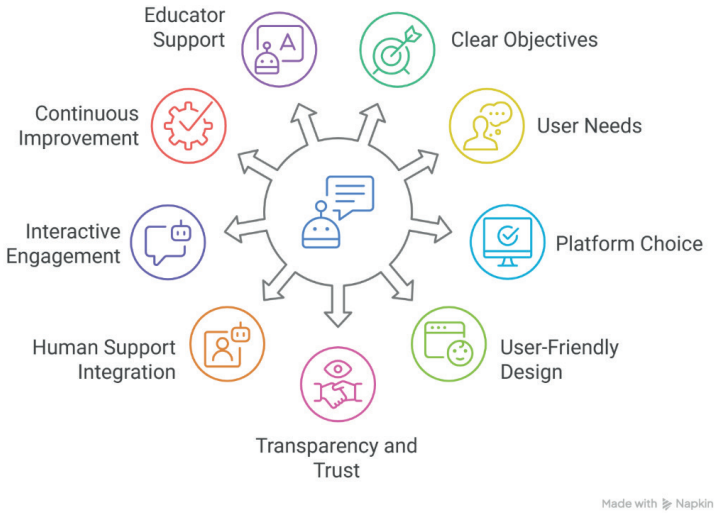 Educator
Support
Clear Objectives
Continuous
Improvement
User Needs
Interactive
Engagement
Platform Choice
Human Support
Integration
User-Friendly
Design
Transparency and
Trust
A
Made with Napkin